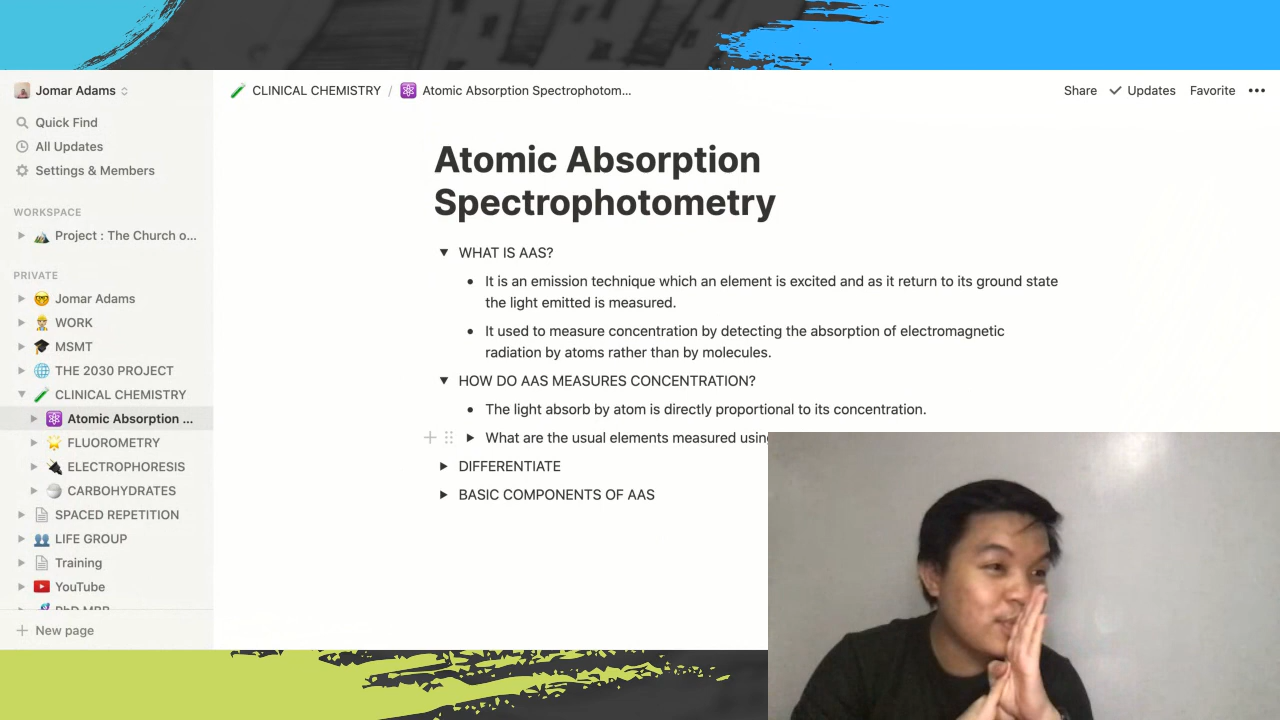 Jomar Adams
Quick Find
All Updates
Settings & Members
WORKSPACE
Project : The Church o...
PRIVATE
Jomar Adams
WORK
MSMT
THE 2030 PROJECT
CLINICAL CHEMISTRY
Atomic Absorption ...
FLUOROMETRY
ELECTROPHORESIS
CARBOHYDRATES
SPACED REPETITION
LIFE GROUP
Training
YouTube
New page
CLINICAL CHEMISTRY / Atomic Absorption Spectrophotom...
Share Updates Favorite
Atomic Absorption
Spectrophotometry
WHAT IS AAS?
It is an emission technique which an element is excited and as it return to its ground state
the light emitted is measured.
It used to measure concentration by detecting the absorption of electromagnetic
radiation by atoms rather than by molecules.
HOW DO AAS MEASURES CONCENTRATION?
The light absorb by atom is directly proportional to its concentration.
What are the usual elements measured using
DIFFERENTIATE
BASIC COMPONENTS OF AAS